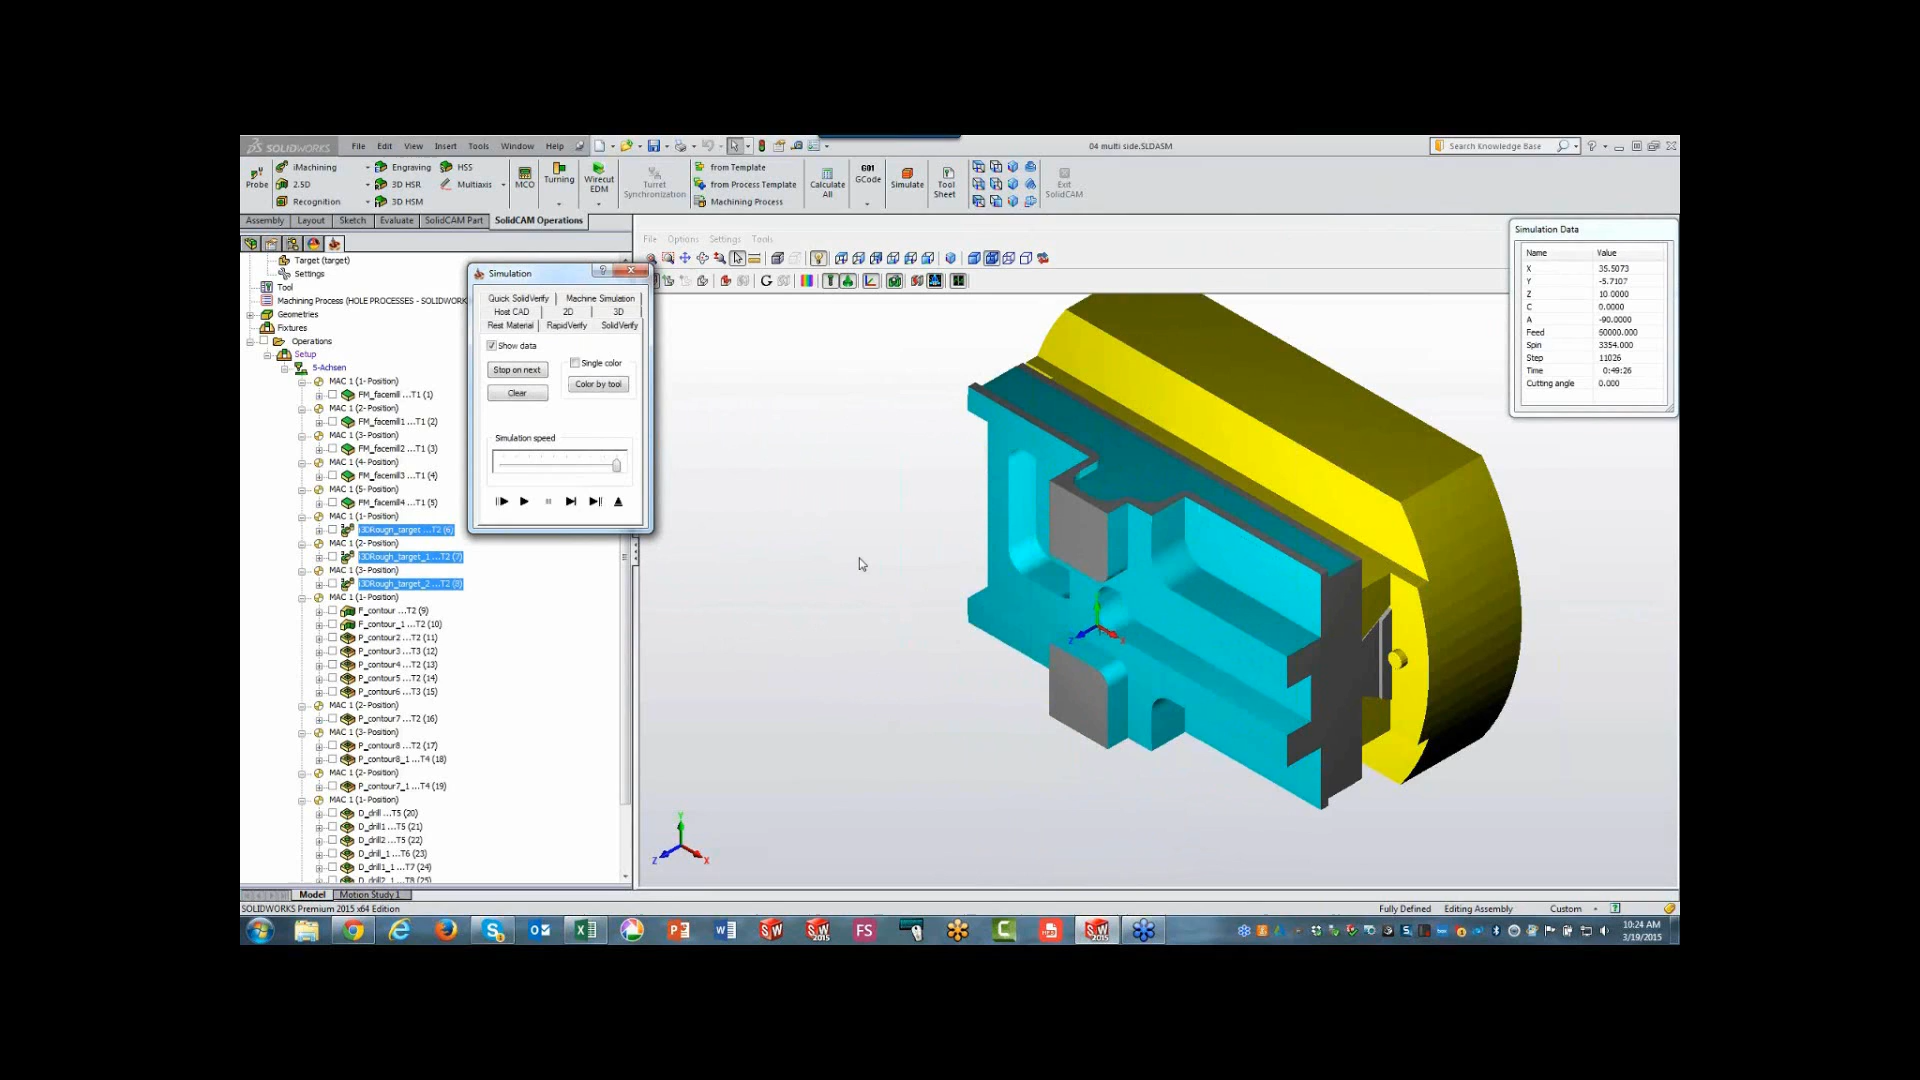 SOLIDWORKS File Edit View Insert Tools Window Help 04 multi side.SLDASM Search Knowledge Base
Probe iMachining 2.5D Recognition Engraving 3D HSR 3D HSM HSS Multiaxis MCO Turning Wirecut EDM Turret Synchronization from Template from Process Template Machining Process Calculate All G01 GCode Simulate Tool Sheet Exit SolidCAM
Assembly Layout Sketch Evaluate SolidCAM Part SolidCAM Operations
File Options Settings Tools
Target (target)
Settings
Tool
Machining Process (HOLE PROCESSES - SOLIDWORK
Geometries
Fixtures
Operations
Setup
5-Achsen
MAC 1 (1- Position)
FM_facemill ...T1 (1)
MAC 1 (2- Position)
FM_facemill1 ...T1 (2)
MAC 1 (3- Position)
FM_facemill2 ...T1 (3)
MAC 1 (4- Position)
FM_facemill3 ...T1 (4)
MAC 1 (5- Position)
FM_facemill4 ...T1 (5)
MAC 1 (1- Position)
i3DRough_target ...T2 (6)
MAC 1 (2- Position)
i3DRough_target_1 ...T2 (7)
MAC 1 (3- Position)
i3DRough_target_2 ...T2 (8)
MAC 1 (1- Position)
F_contour ...T2 (9)
F_contour_1 ...T2 (10)
P_contour2 ...T2 (11)
P_contour3 ...T3 (12)
P_contour4 ...T2 (13)
P_contour5 ...T2 (14)
P_contour6 ...T3 (15)
MAC 1 (2- Position)
P_contour7 ...T2 (16)
MAC 1 (3- Position)
P_contour8 ...T2 (17)
P_contour8_1 ...T4 (18)
MAC 1 (2- Position)
P_contour7_1 ...T4 (19)
MAC 1 (1- Position)
D_drill ...T5 (20)
D_drill1 ...T5 (21)
D_drill2 ...T5 (22)
D_drill_1 ...T6 (23)
D_drill1_1 ...T7 (24)
D_drill2_1 ...T8 (25)
Simulation
Quick SolidVerify Machine Simulation
Host CAD 2D 3D
Rest Material RapidVerify SolidVerify
Show data
Stop on next
Single color
Clear
Color by tool
Simulation speed
Simulation Data
Name Value
X 35.5073
Y -5.7107
Z 10.0000
C 0.0000
A -90.0000
Feed 50000.000
Spin 3354.000
Step 11026
Time 0:49:26
Cutting angle 0.000
Z X
Y
Z X
Model Motion Study 1
SOLIDWORKS Premium 2015 x64 Edition Fully Defined Editing Assembly Custom
10:24 AM
3/19/2015